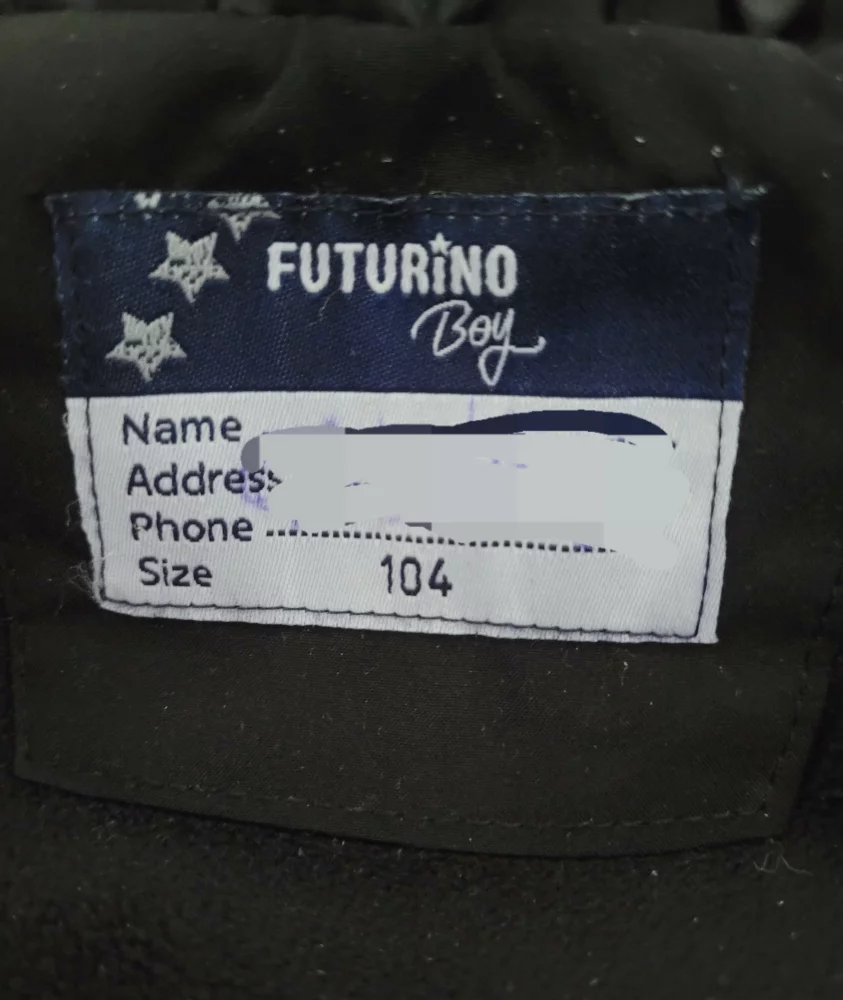 FUTURiNO
Boy
Name
Address
Phone
Size 104